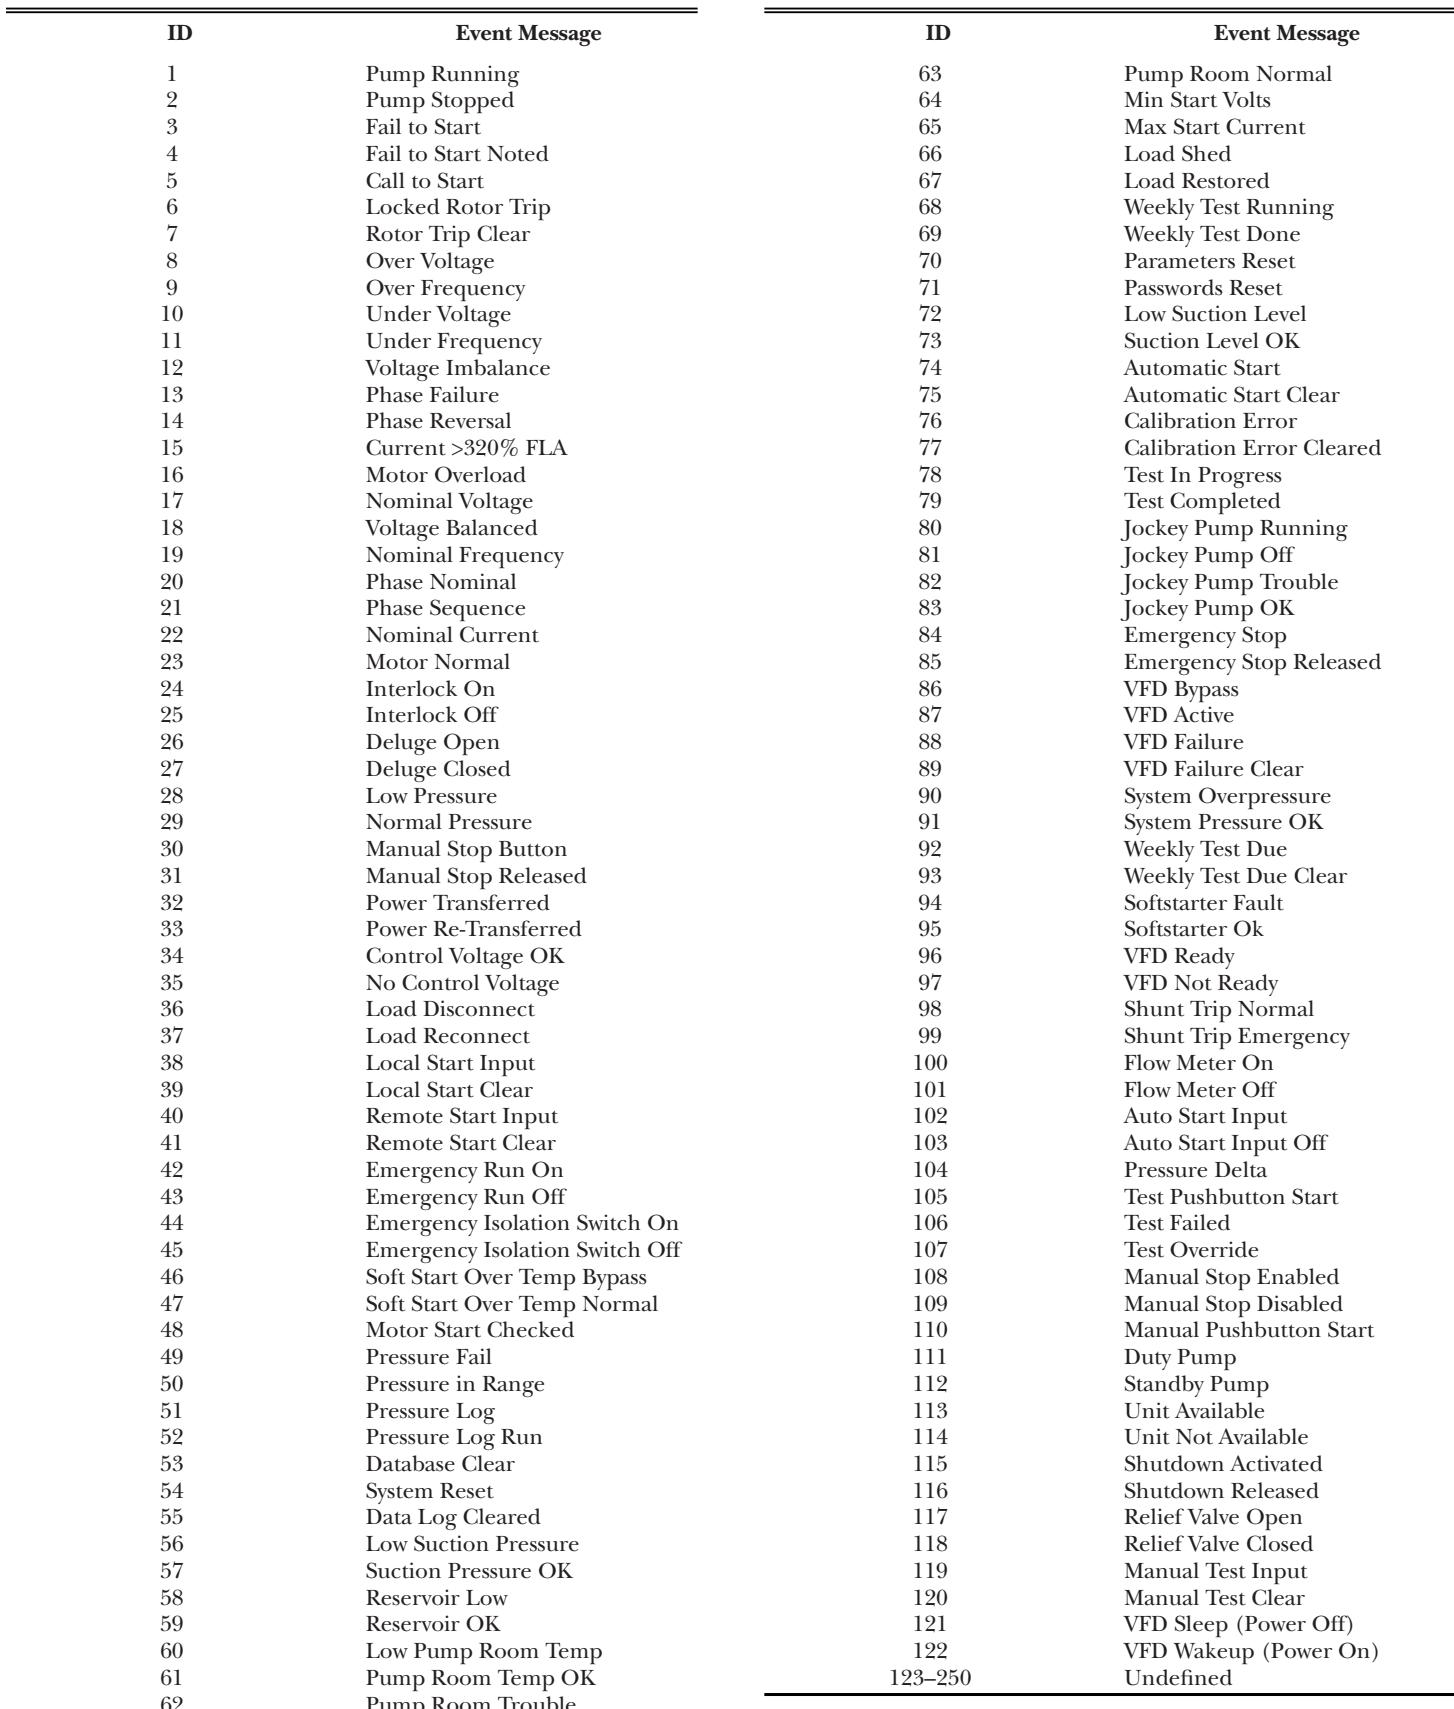 ID Event Message
1 Pump Running
2 Pump Stopped
3 Fail to Start
4 Fail to Start Noted
5 Call to Start
6 Locked Rotor Trip
7 Rotor Trip Clear
8 Over Voltage
9 Over Frequency
10 Under Voltage
11 Under Frequency
12 Voltage Imbalance
13 Phase Failure
14 Phase Reversal
15 Current >320% FLA
16 Motor Overload
17 Nominal Voltage
18 Voltage Balanced
19 Nominal Frequency
20 Phase Nominal
21 Phase Sequence
22 Nominal Current
23 Motor Normal
24 Interlock On
25 Interlock Off
26 Deluge Open
27 Deluge Closed
28 Low Pressure
29 Normal Pressure
30 Manual Stop Button
31 Manual Stop Released
32 Power Transferred
33 Power Re-Transferred
34 Control Voltage OK
35 No Control Voltage
36 Load Disconnect
37 Load Reconnect
38 Local Start Input
39 Local Start Clear
40 Remote Start Input
41 Remote Start Clear
42 Emergency Run On
43 Emergency Run Off
44 Emergency Isolation Switch On
45 Emergency Isolation Switch Off
46 Soft Start Over Temp Bypass
47 Soft Start Over Temp Normal
48 Motor Start Checked
49 Pressure Fail
50 Pressure in Range
51 Pressure Log
52 Pressure Log Run
53 Database Clear
54 System Reset
55 Data Log Cleared
56 Low Suction Pressure
57 Suction Pressure OK
58 Reservoir Low
59 Reservoir OK
60 Low Pump Room Temp
61 Pump Room Temp OK
62 Pump Room Trouble
ID Event Message
63 Pump Room Normal
64 Min Start Volts
65 Max Start Current
66 Load Shed
67 Load Restored
68 Weekly Test Running
69 Weekly Test Done
70 Parameters Reset
71 Passwords Reset
72 Low Suction Level
73 Suction Level OK
74 Automatic Start
75 Automatic Start Clear
76 Calibration Error
77 Calibration Error Cleared
78 Test In Progress
79 Test Completed
80 Jockey Pump Running
81 Jockey Pump Off
82 Jockey Pump Trouble
83 Jockey Pump OK
84 Emergency Stop
85 Emergency Stop Released
86 VFD Bypass
87 VFD Active
88 VFD Failure
89 VFD Failure Clear
90 System Overpressure
91 System Pressure OK
92 Weekly Test Due
93 Weekly Test Due Clear
94 Softstarter Fault
95 Softstarter Ok
96 VFD Ready
97 VFD Not Ready
98 Shunt Trip Normal
99 Shunt Trip Emergency
100 Flow Meter On
101 Flow Meter Off
102 Auto Start Input
103 Auto Start Input Off
104 Pressure Delta
105 Test Pushbutton Start
106 Test Failed
107 Test Override
108 Manual Stop Enabled
109 Manual Stop Disabled
110 Manual Pushbutton Start
111 Duty Pump
112 Standby Pump
113 Unit Available
114 Unit Not Available
115 Shutdown Activated
116 Shutdown Released
117 Relief Valve Open
118 Relief Valve Closed
119 Manual Test Input
120 Manual Test Clear
121 VFD Sleep (Power Off)
122 VFD Wakeup (Power On)
123–250 Undefined